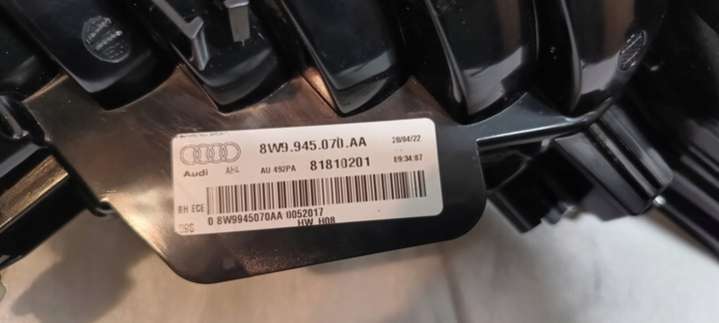 8W9.945.070.AA 28/04/22
Audi AU 492PA 81810201 09:34:07
RH ECE
0 8W9945070AA 0052017
HW H08